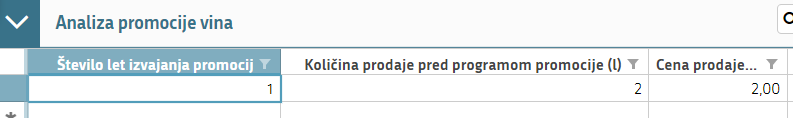 Analiza promocije vina
Število let izvajanja promocij Količina prodaje pred programom promocije (l) Cena prodaje...
1 2 2,00
*